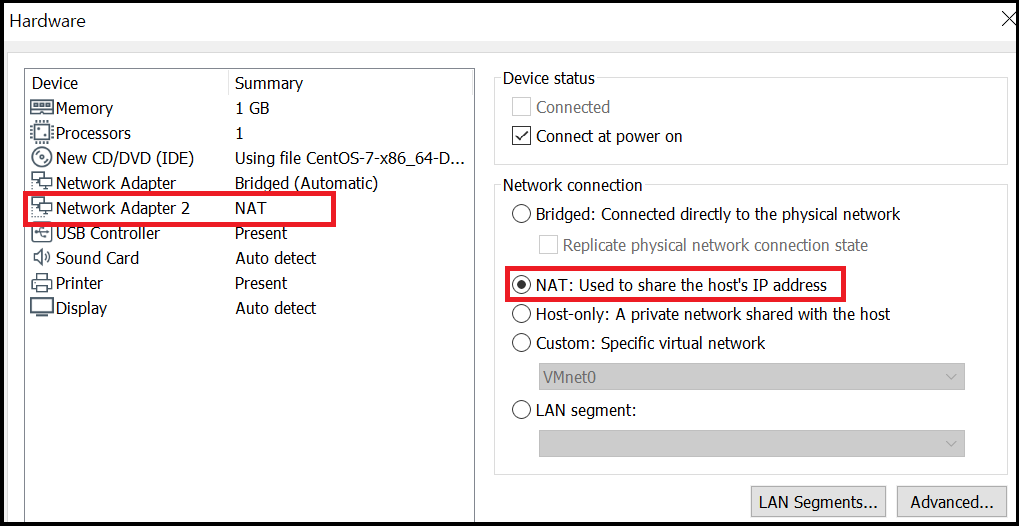 Hardware
Device Summary
Memory 1 GB
Processors 1
New CD/DVD (IDE) Using file CentOS-7-x86_64-D...
Network Adapter Bridged (Automatic)
Network Adapter 2 NAT
USB Controller Present
Sound Card Auto detect
Printer Present
Display Auto detect
Device status
Connected
Connect at power on
Network connection
Bridged: Connected directly to the physical network
Replicate physical network connection state
NAT: Used to share the host's IP address
Host-only: A private network shared with the host
Custom: Specific virtual network
VMnet0
LAN segment:
LAN Segments... Advanced...